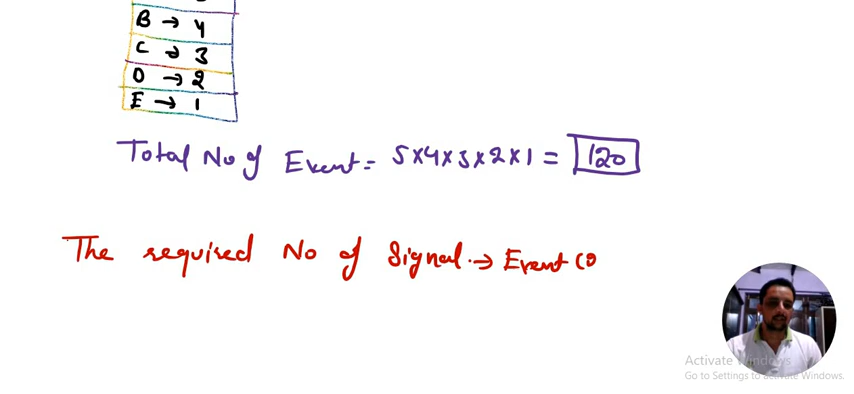 B → 4
C → 3
D → 2
E → 1
Total No of Event = 5×4×3×2×1 = 120
The required No of Signal → Event (
Activate Windows
Go to Settings to activate Windows.